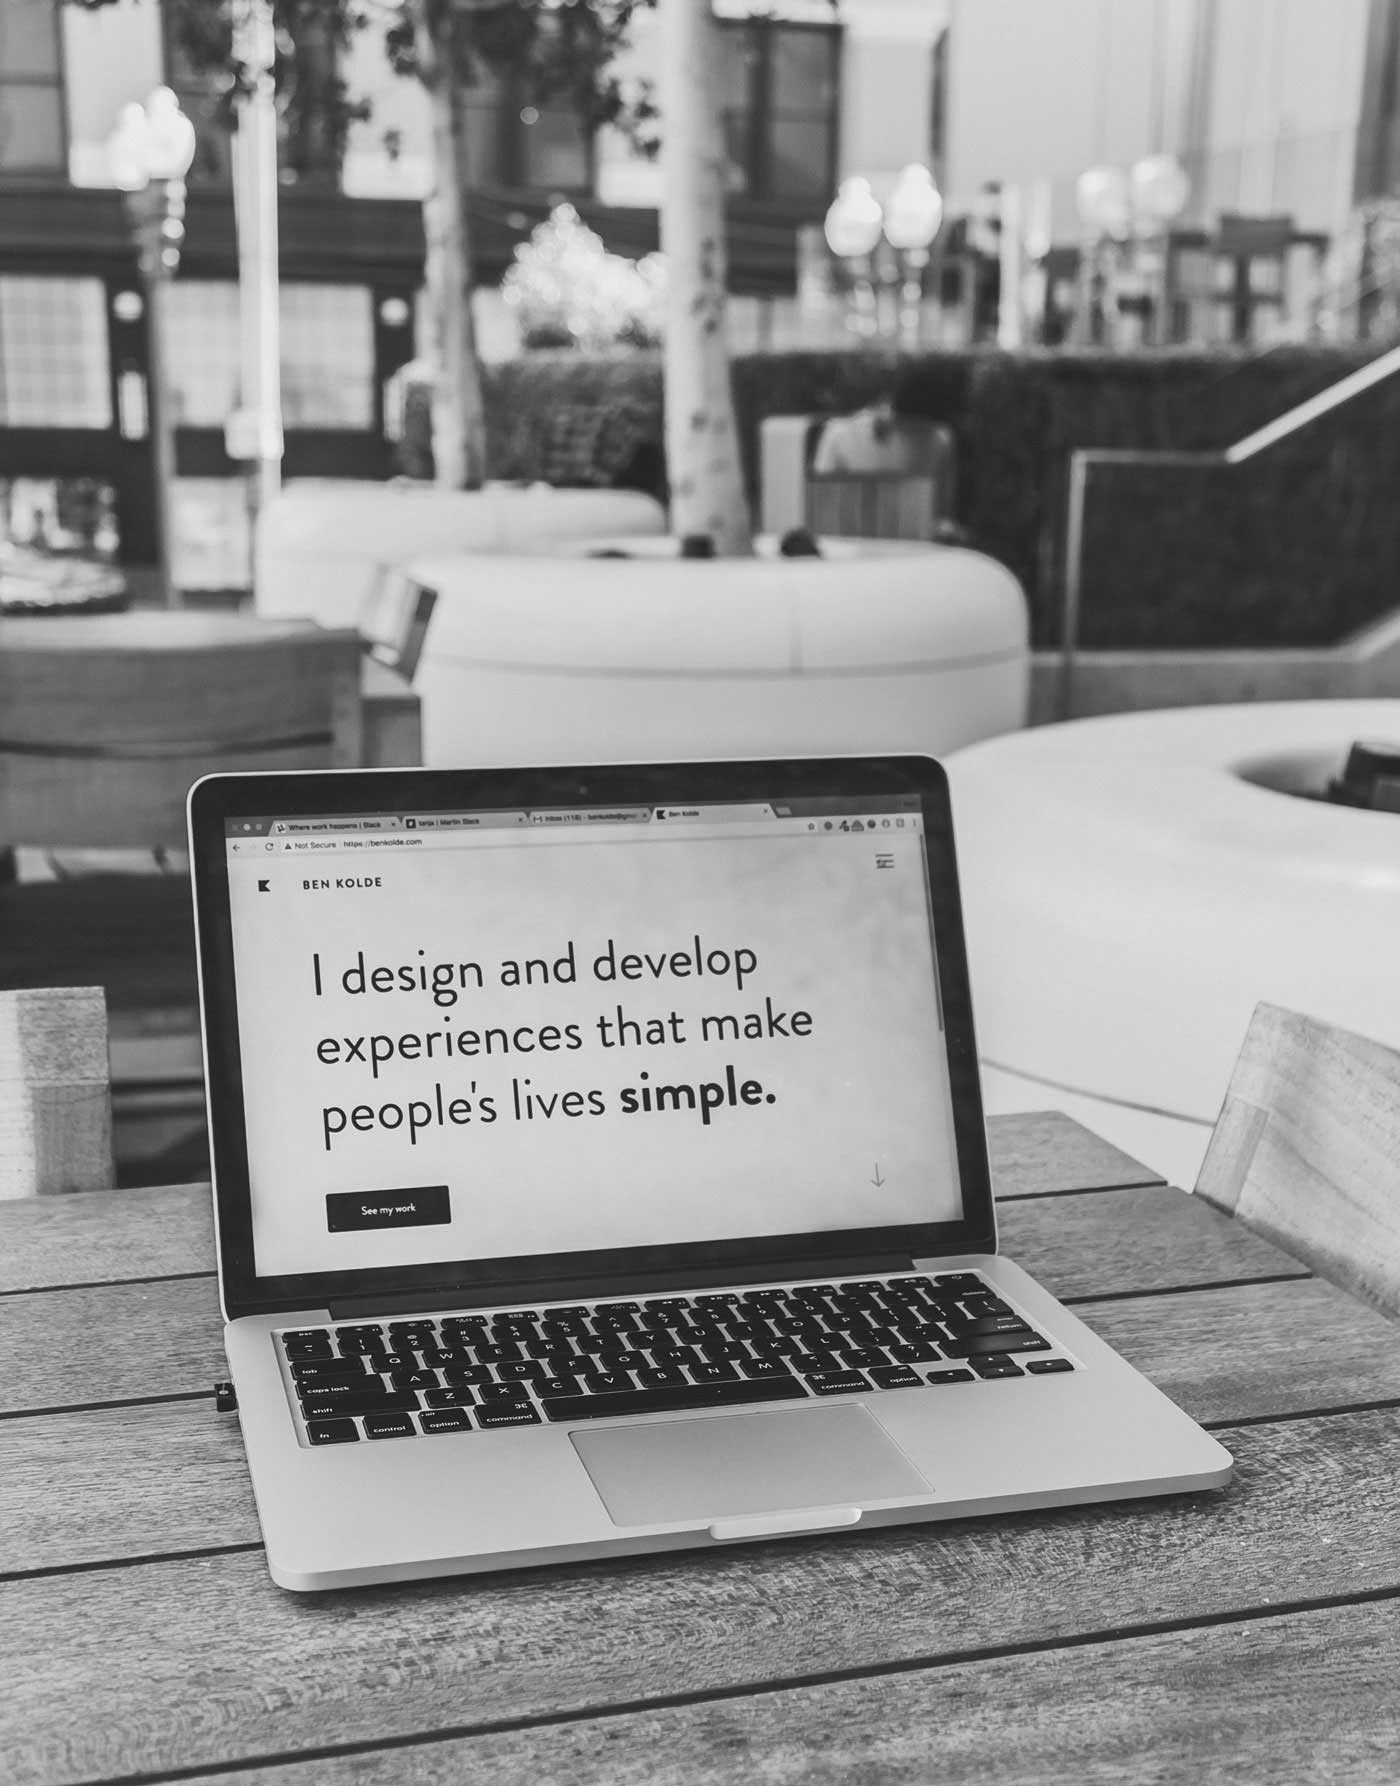 Where work happens | Slack
tanja | Martin Slack
Inbox (118) - benkolde@gmai
Ben Kolde
Not Secure https://benkolde.com
BEN KOLDE
I design and develop
experiences that make
people's lives simple.
See my work
esc
delete
tab
Q W E R T Y U I O P
caps lock
A S D F G H J K L
return
shift
Z X C V B N M
shift
fn
control
option
command
command
option